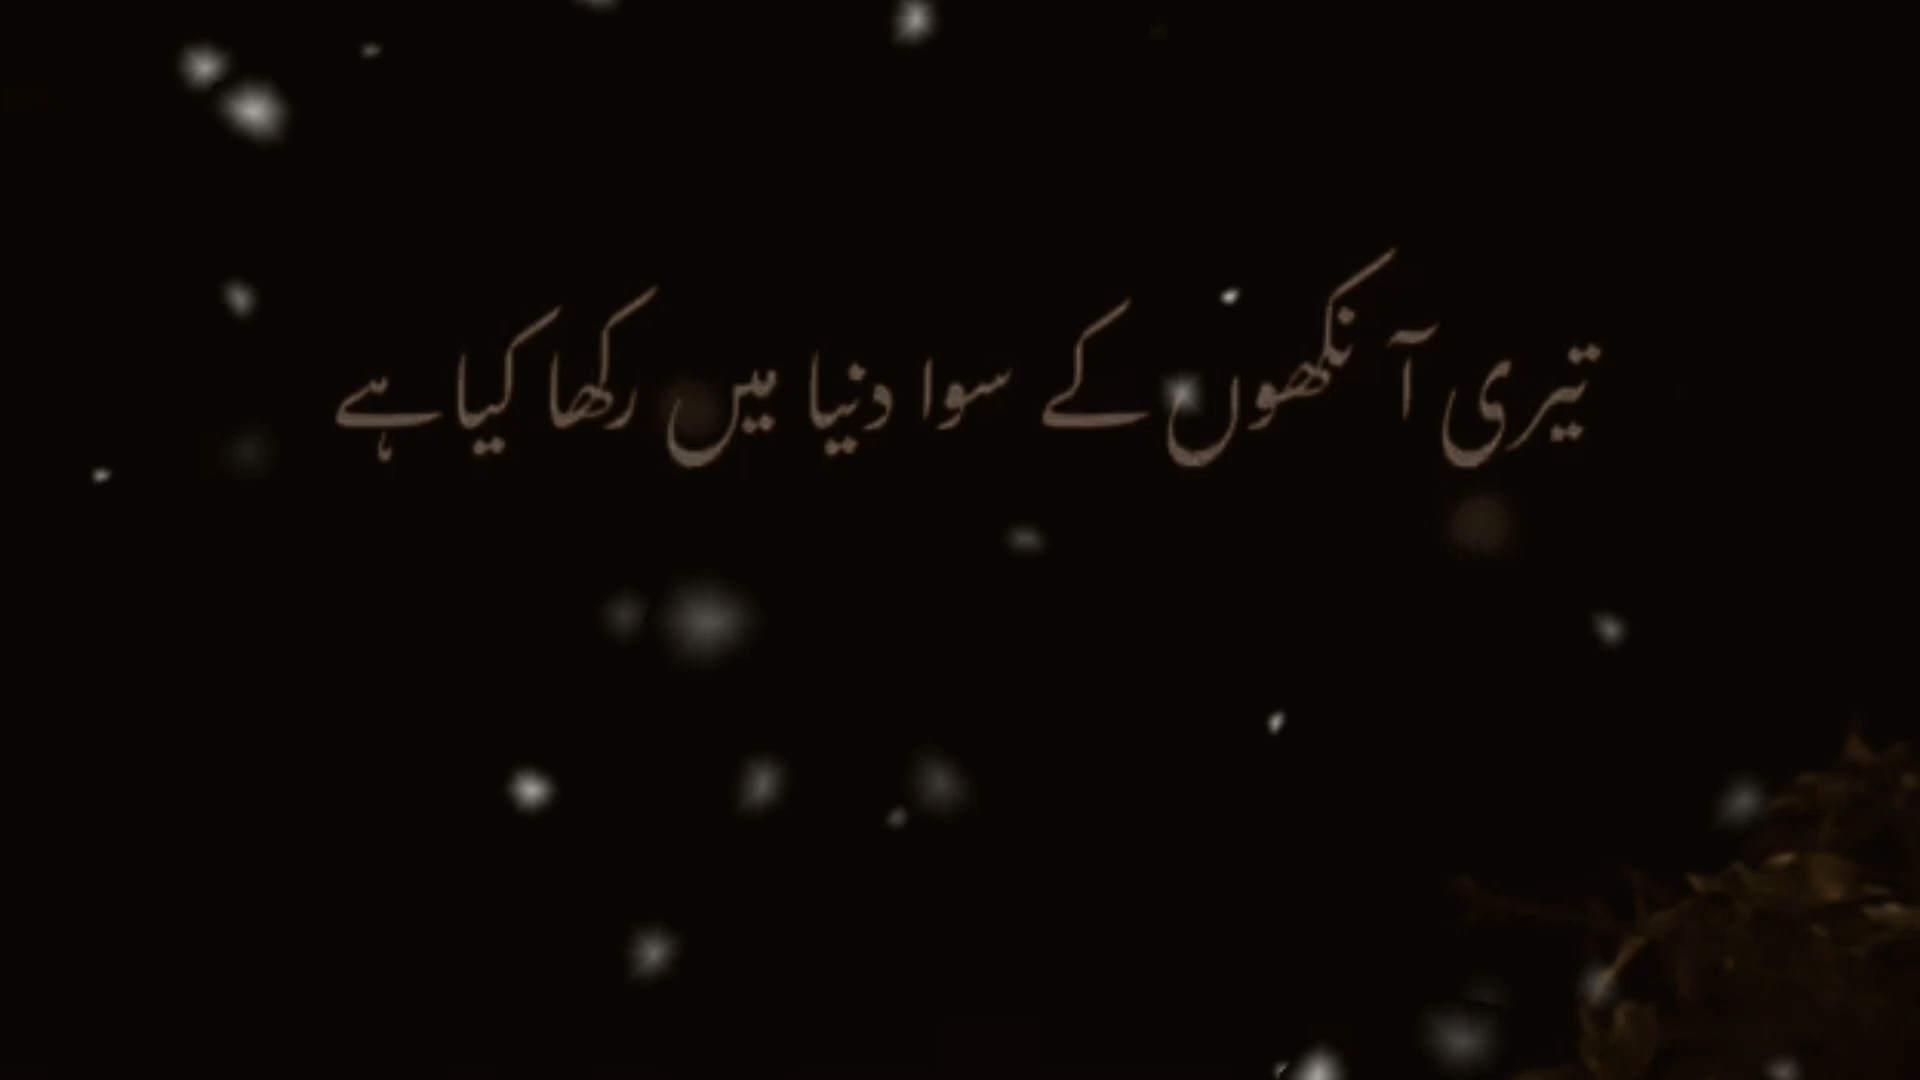 تیری آنکھوں کے سوا دنیا میں رکھا کیا ہے